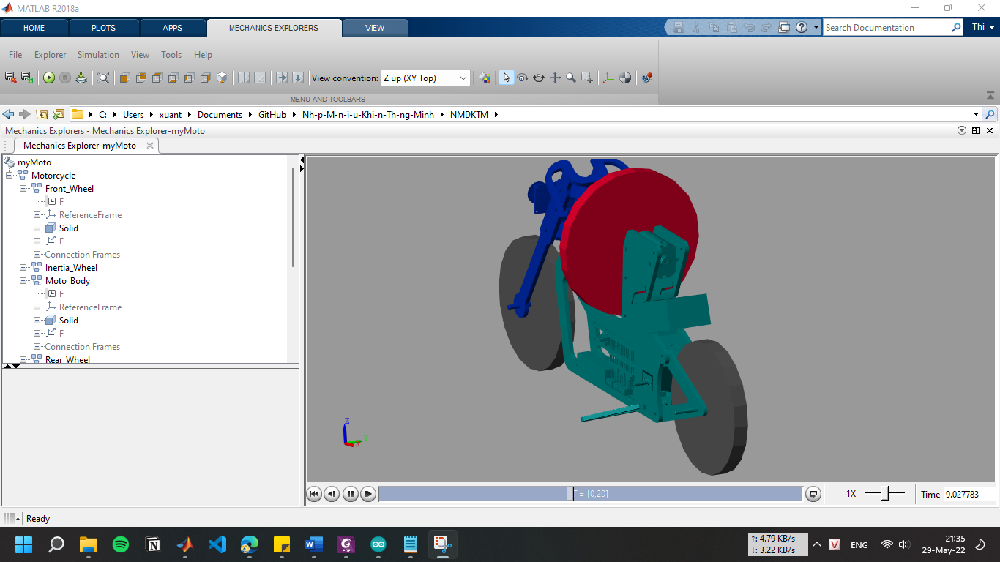 MATLAB R2018a
HOME PLOTS APPS MECHANICS EXPLORERS VIEW
Search Documentation Thi
File Explorer Simulation View Tools Help
View convention: Z up (XY Top)
MENU AND TOOLBARS
C: Users xuant Documents GitHub Nh-p-M-n-i-u-Khi-n-Th-ng-Minh NMDKTM
Mechanics Explorers - Mechanics Explorer-myMoto
Mechanics Explorer-myMoto
myMoto
Motorcycle
Front_Wheel
F
ReferenceFrame
Solid
F
Connection Frames
Inertia_Wheel
Moto_Body
F
ReferenceFrame
Solid
F
Connection Frames
Rear_Wheel
Z
Y
X
T = [0,20]
1X
Time 9.027783
Ready
↑: 4.79 KB/s
↓: 3.22 KB/s
V
ENG
21:35
29-May-22